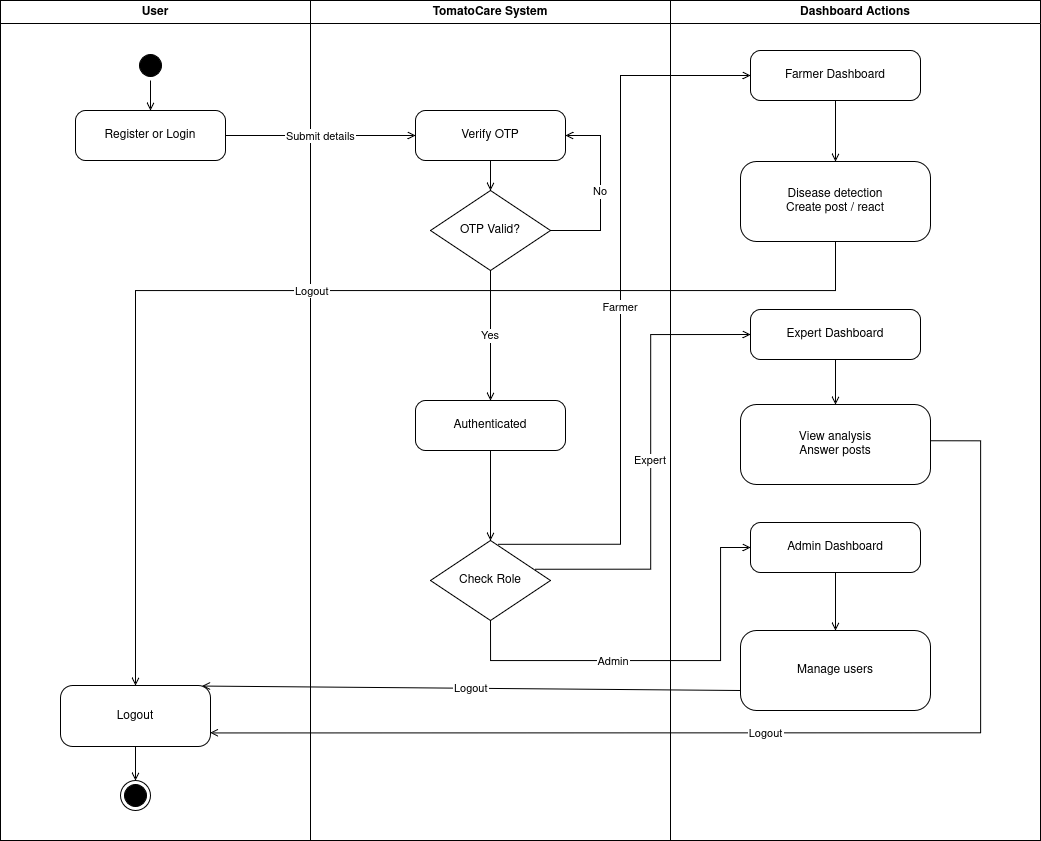 User
TomatoCare System
Dashboard Actions
Farmer Dashboard
Register or Login
Submit details
Verify OTP
No
Disease detection
Create post / react
OTP Valid?
Logout
Farmer
Yes
Expert Dashboard
Authenticated
View analysis
Answer posts
Expert
Admin Dashboard
Check Role
Admin
Manage users
Logout
Logout
Logout